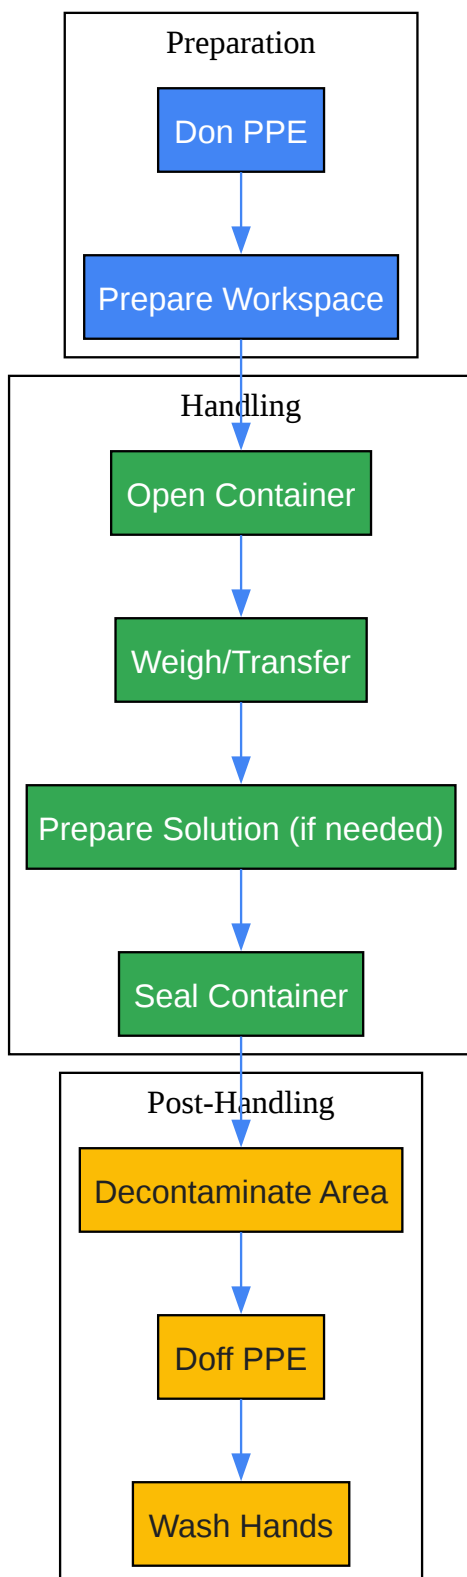 Preparation
Don PPE
Prepare Workspace
Handling
Open Container
Weigh/Transfer
Prepare Solution (if needed)
Seal Container
Post-Handling
Decontaminate Area
Doff PPE
Wash Hands